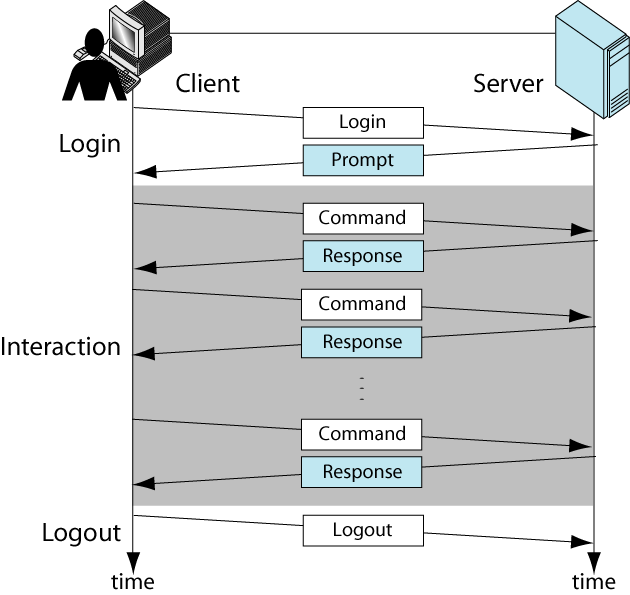 Client
Server
Login
Login
Prompt
Command
Response
Interaction
Command
Response
Command
Response
Logout
Logout
time
time